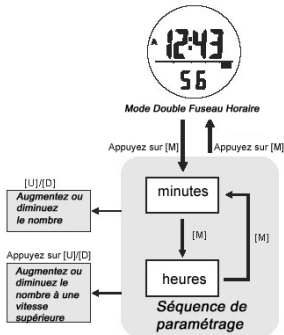 A 12:43
56
Mode Double Fuseau Horaire
Appuyez sur [M]
Appuyez sur [M]
[U]/[D]
Augmentez ou
diminuez
le nombre
minutes
[M]
[M]
Appuyez sur [U]/[D]
Augmentez ou
diminuez le
nombre à une
vitesse
supérieure
heures
Séquence de
paramétrage